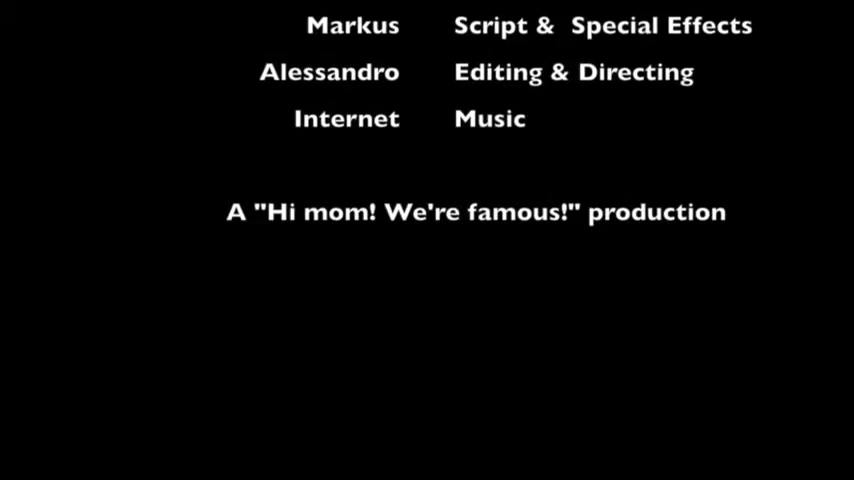 Markus Script & Special Effects
Alessandro Editing & Directing
Internet Music
A "Hi mom! We're famous!" production